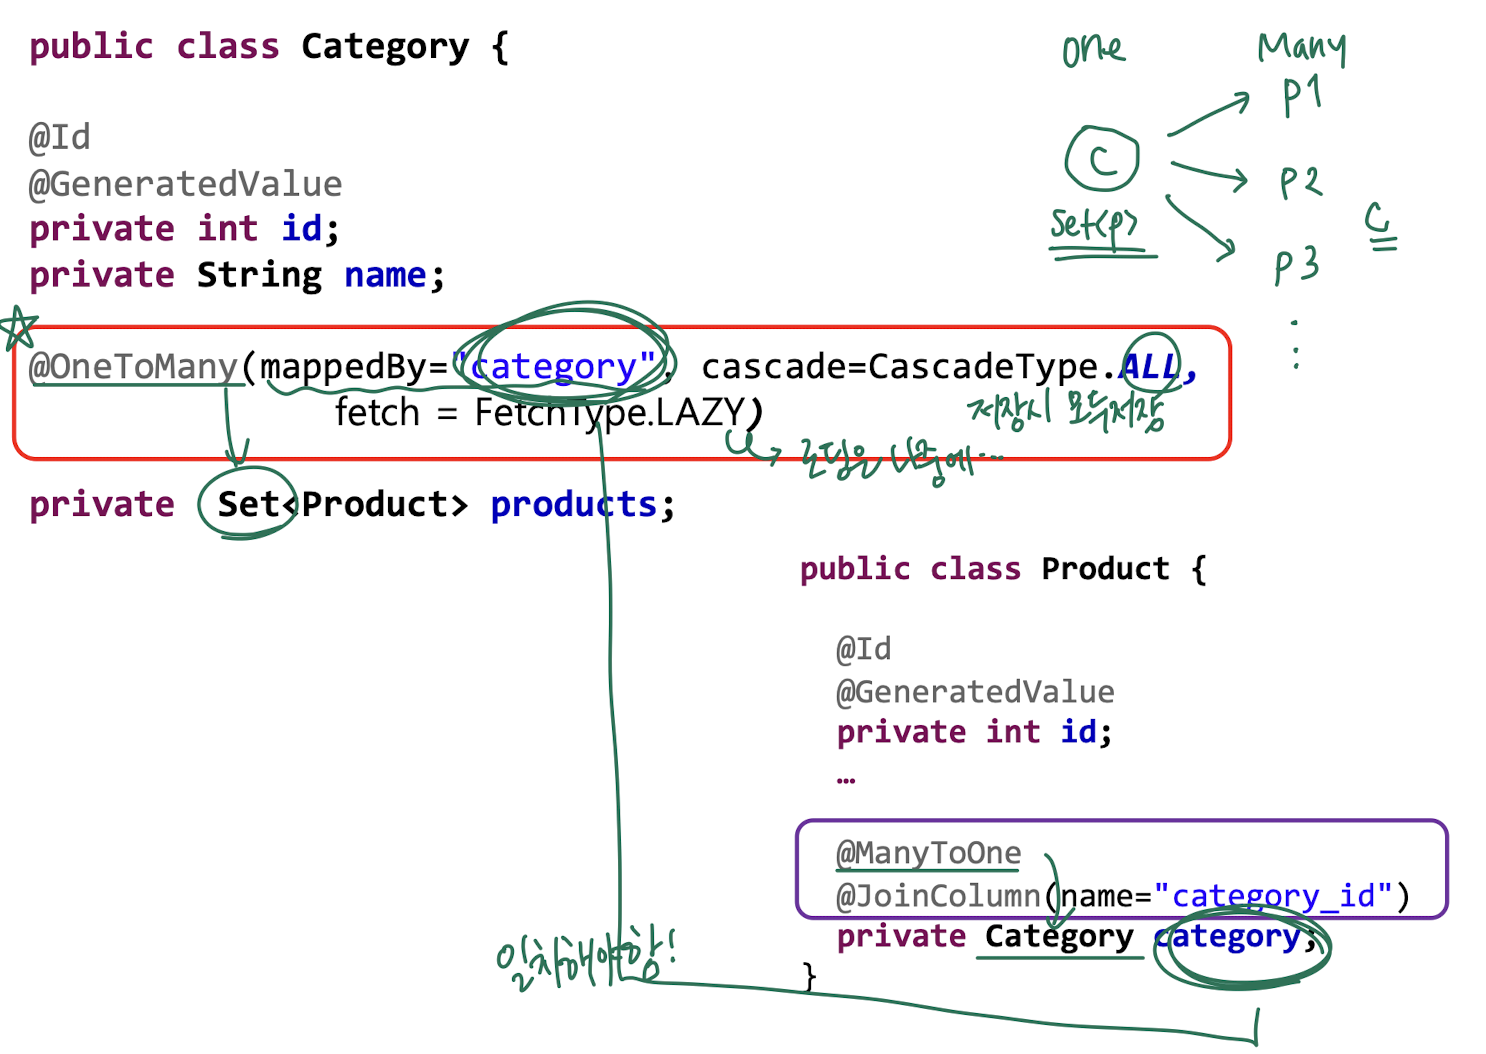 public class Category {
@Id
@GeneratedValue
private int id;
private String name;
@OneToMany(mappedBy="category", cascade=CascadeType.ALL,
fetch = FetchType.LAZY)
저장시 모두저장
로딩은 나중에...
private Set<Product> products;
one Many
C
Set<p>
p1
p2
p3
C
public class Product {
@Id
@GeneratedValue
private int id;
…
@ManyToOne
@JoinColumn(name="category_id")
private Category category;
}
일치해야함!